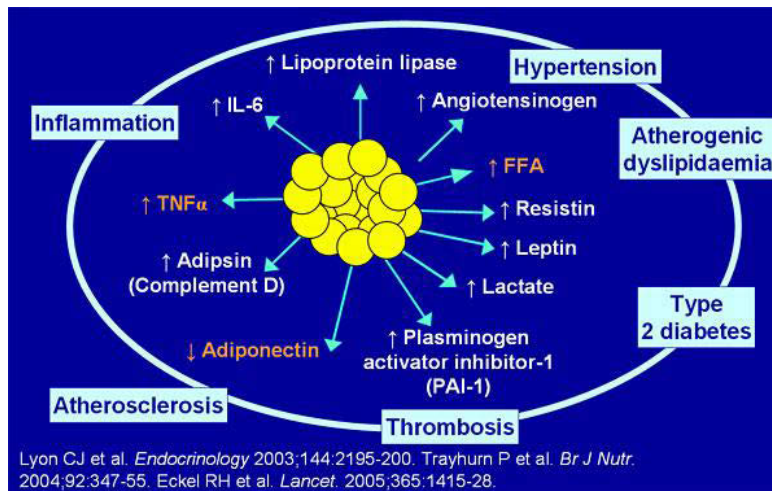 ↑ Lipoprotein lipase
Hypertension
↑ IL-6
↑ Angiotensinogen
Inflammation
Atherogenic
dyslipidaemia
↑ FFA
↑ TNFα
↑ Resistin
↑ Leptin
↑ Adipsin
(Complement D)
↑ Lactate
Type
2 diabetes
↓ Adiponectin
↑ Plasminogen
activator inhibitor-1
(PAI-1)
Atherosclerosis
Thrombosis
Lyon CJ et al. Endocrinology 2003;144:2195-200. Trayhurn P et al. Br J Nutr.
2004;92:347-55. Eckel RH et al. Lancet. 2005;365:1415-28.